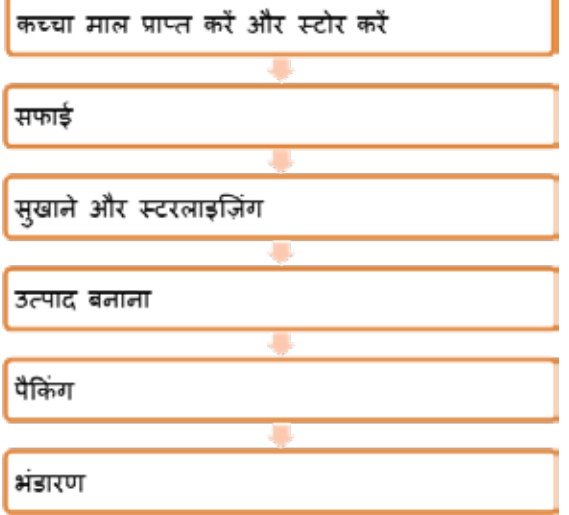 कच्चा माल प्राप्त करें और स्टोर करें
सफाई
सुखाने और स्टरलाइज़िंग
उत्पाद बनाना
पैकिंग
भंडारण